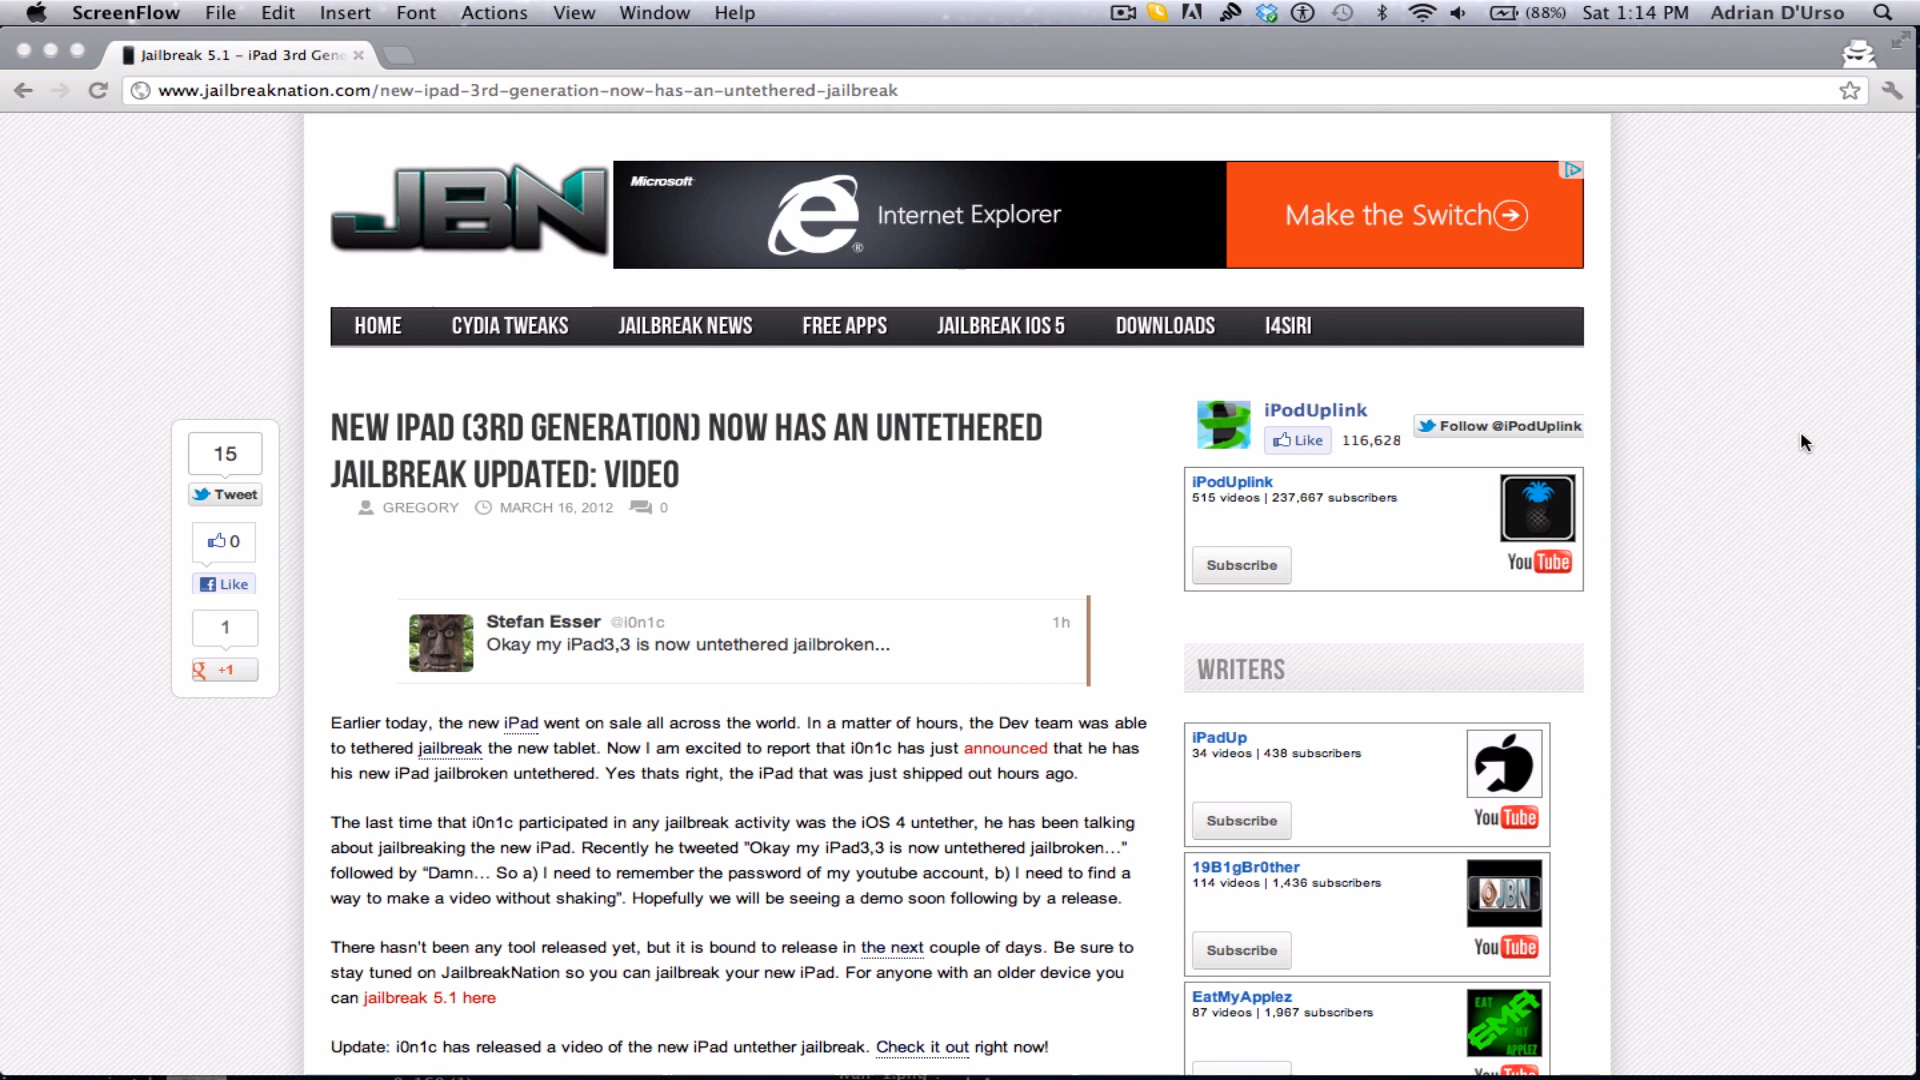 ScreenFlow File Edit Insert Font Actions View Window Help (88%) Sat 1:14 PM Adrian D'Urso
Jailbreak 5.1 – iPad 3rd Gene
www.jailbreaknation.com/new-ipad-3rd-generation-now-has-an-untethered-jailbreak
JBN
Microsoft
Internet Explorer
Make the Switch
HOME CYDIA TWEAKS JAILBREAK NEWS FREE APPS JAILBREAK IOS 5 DOWNLOADS I4SIRI
15
Tweet
0
Like
1
+1
NEW IPAD (3RD GENERATION) NOW HAS AN UNTETHERED
JAILBREAK UPDATED: VIDEO
GREGORY MARCH 16, 2012 0
Stefan Esser @i0n1c 1h
Okay my iPad3,3 is now untethered jailbroken...
Earlier today, the new iPad went on sale all across the world. In a matter of hours, the Dev team was able
to tethered jailbreak the new tablet. Now I am excited to report that i0n1c has just announced that he has
his new iPad jailbroken untethered. Yes thats right, the iPad that was just shipped out hours ago.
The last time that i0n1c participated in any jailbreak activity was the iOS 4 untether, he has been talking
about jailbreaking the new iPad. Recently he tweeted ”Okay my iPad3,3 is now untethered jailbroken…”
followed by “Damn… So a) I need to remember the password of my youtube account, b) I need to find a
way to make a video without shaking”. Hopefully we will be seeing a demo soon following by a release.
There hasn’t been any tool released yet, but it is bound to release in the next couple of days. Be sure to
stay tuned on JailbreakNation so you can jailbreak your new iPad. For anyone with an older device you
can jailbreak 5.1 here
Update: i0n1c has released a video of the new iPad untether jailbreak. Check it out right now!
iPodUplink
Like 116,628
Follow @iPodUplink
iPodUplink
515 videos | 237,667 subscribers
Subscribe
YouTube
WRITERS
iPadUp
34 videos | 438 subscribers
Subscribe
YouTube
19B1gBr0ther
114 videos | 1,436 subscribers
JBN
Subscribe
YouTube
EatMyApplez
87 videos | 1,967 subscribers
EAT
EMA
MY
APPLEZ
YouTube